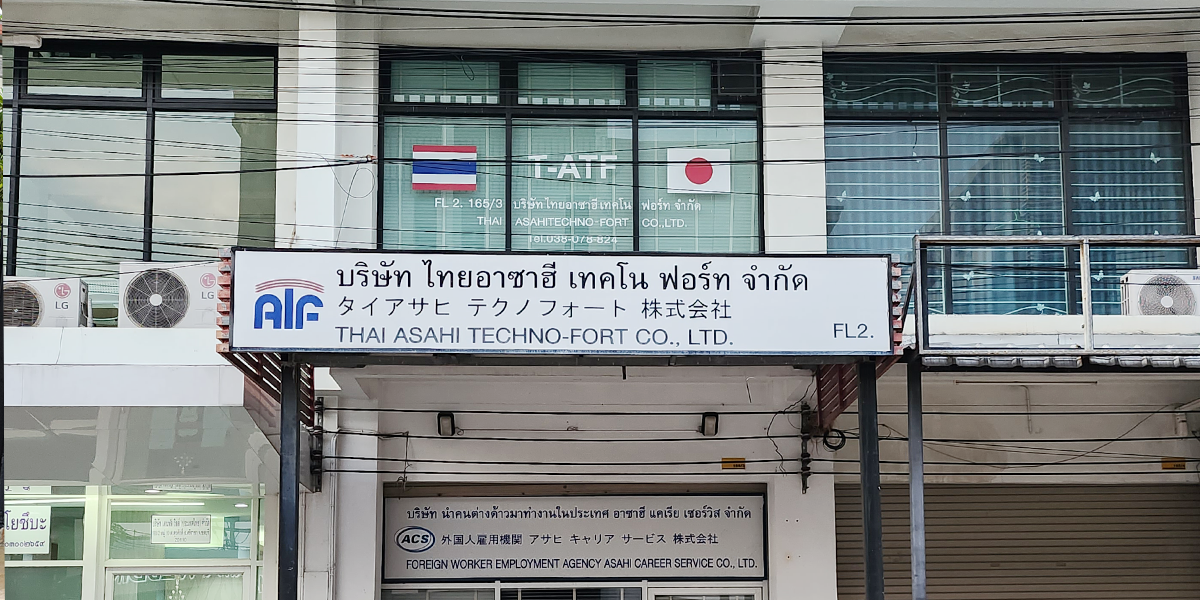 T-ATF
FL 2. 165/3 บริษัท ไทยอาซาฮี เทคโน ฟอร์ท จำกัด
THAI ASAHITECHNO-FORT CO.,LTD.
Tel.038-078-824
LG
LG
บริษัท ไทยอาซาฮี เทคโน ฟอร์ท จำกัด
AIF
タイアサヒ テクノフォート 株式会社
THAI ASAHI TECHNO-FORT CO., LTD.
FL2.
โยชึบะ
บริษัท นำคนต่างด้าวมาทำงานในประเทศ อาซาฮี แคเรีย เซอร์วิส จำกัด
ACS 外国人雇用機関 アサヒ キャリア サービス 株式会社
FOREIGN WORKER EMPLOYMENT AGENCY ASAHI CAREER SERVICE CO., LTD.